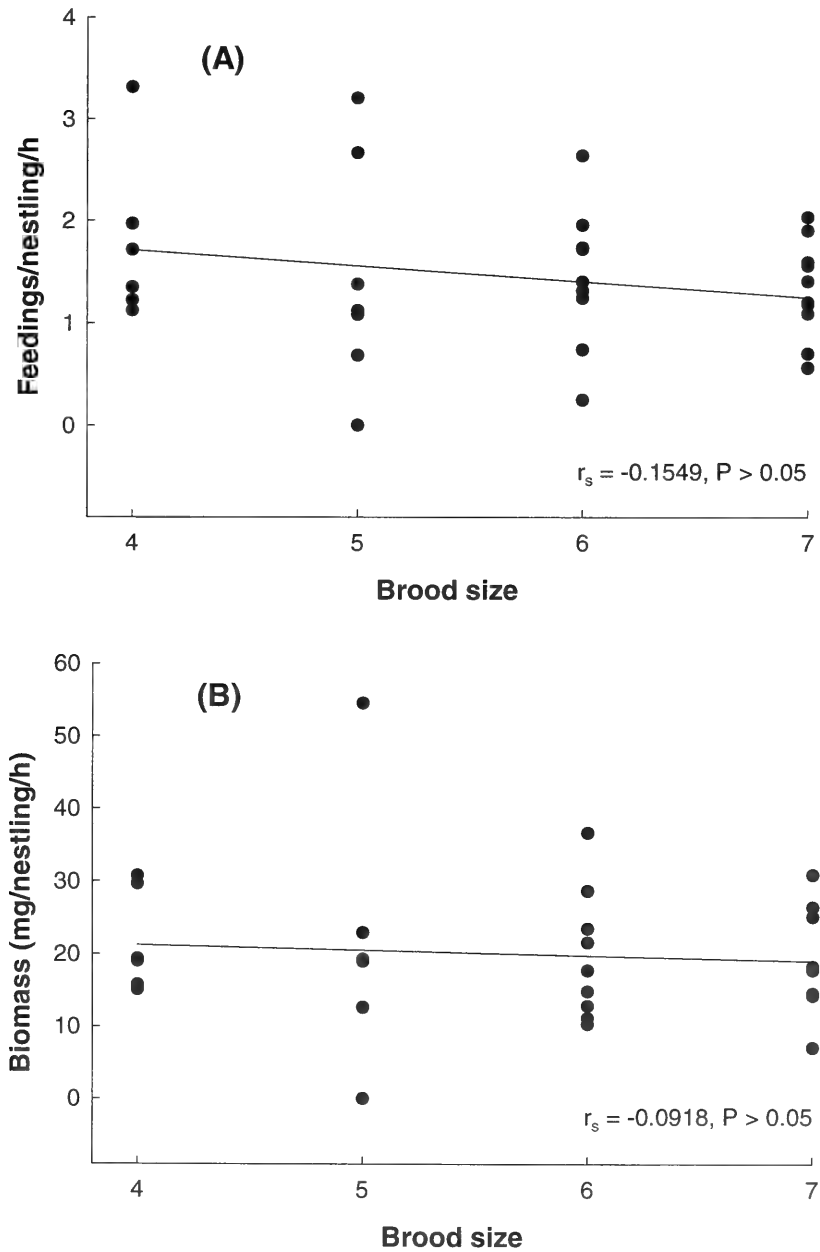 (A)
Feedings/nestling/h
4
3
2
1
0
r_s = -0.1549, P > 0.05
4 5 6 7
Brood size
(B)
Biomass (mg/nestling/h)
60
50
40
30
20
10
0
r_s = -0.0918, P > 0.05
4 5 6 7
Brood size